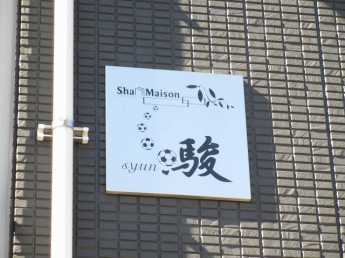 Sha Maison
syun 駿